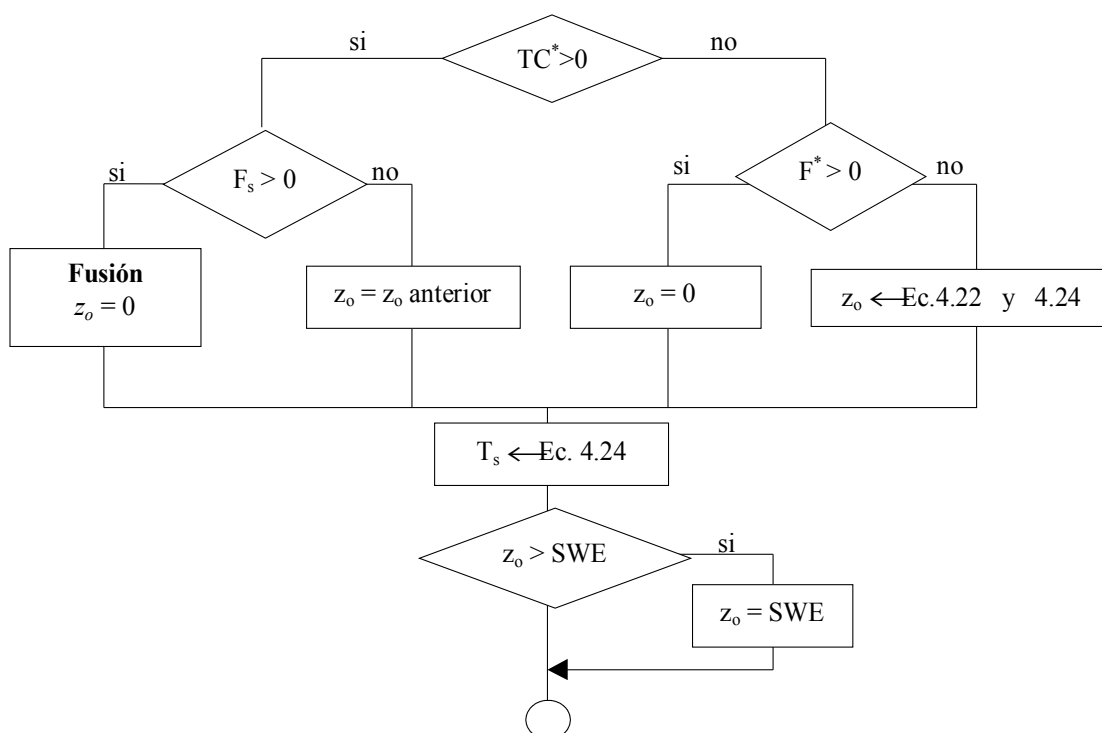 si
TC*>0
no
si
Fs > 0
no
si
F* > 0
no
Fusión
zo = 0
zo = zo anterior
zo = 0
zo ← Ec.4.22 y 4.24
Ts ← Ec. 4.24
zo > SWE
si
zo = SWE